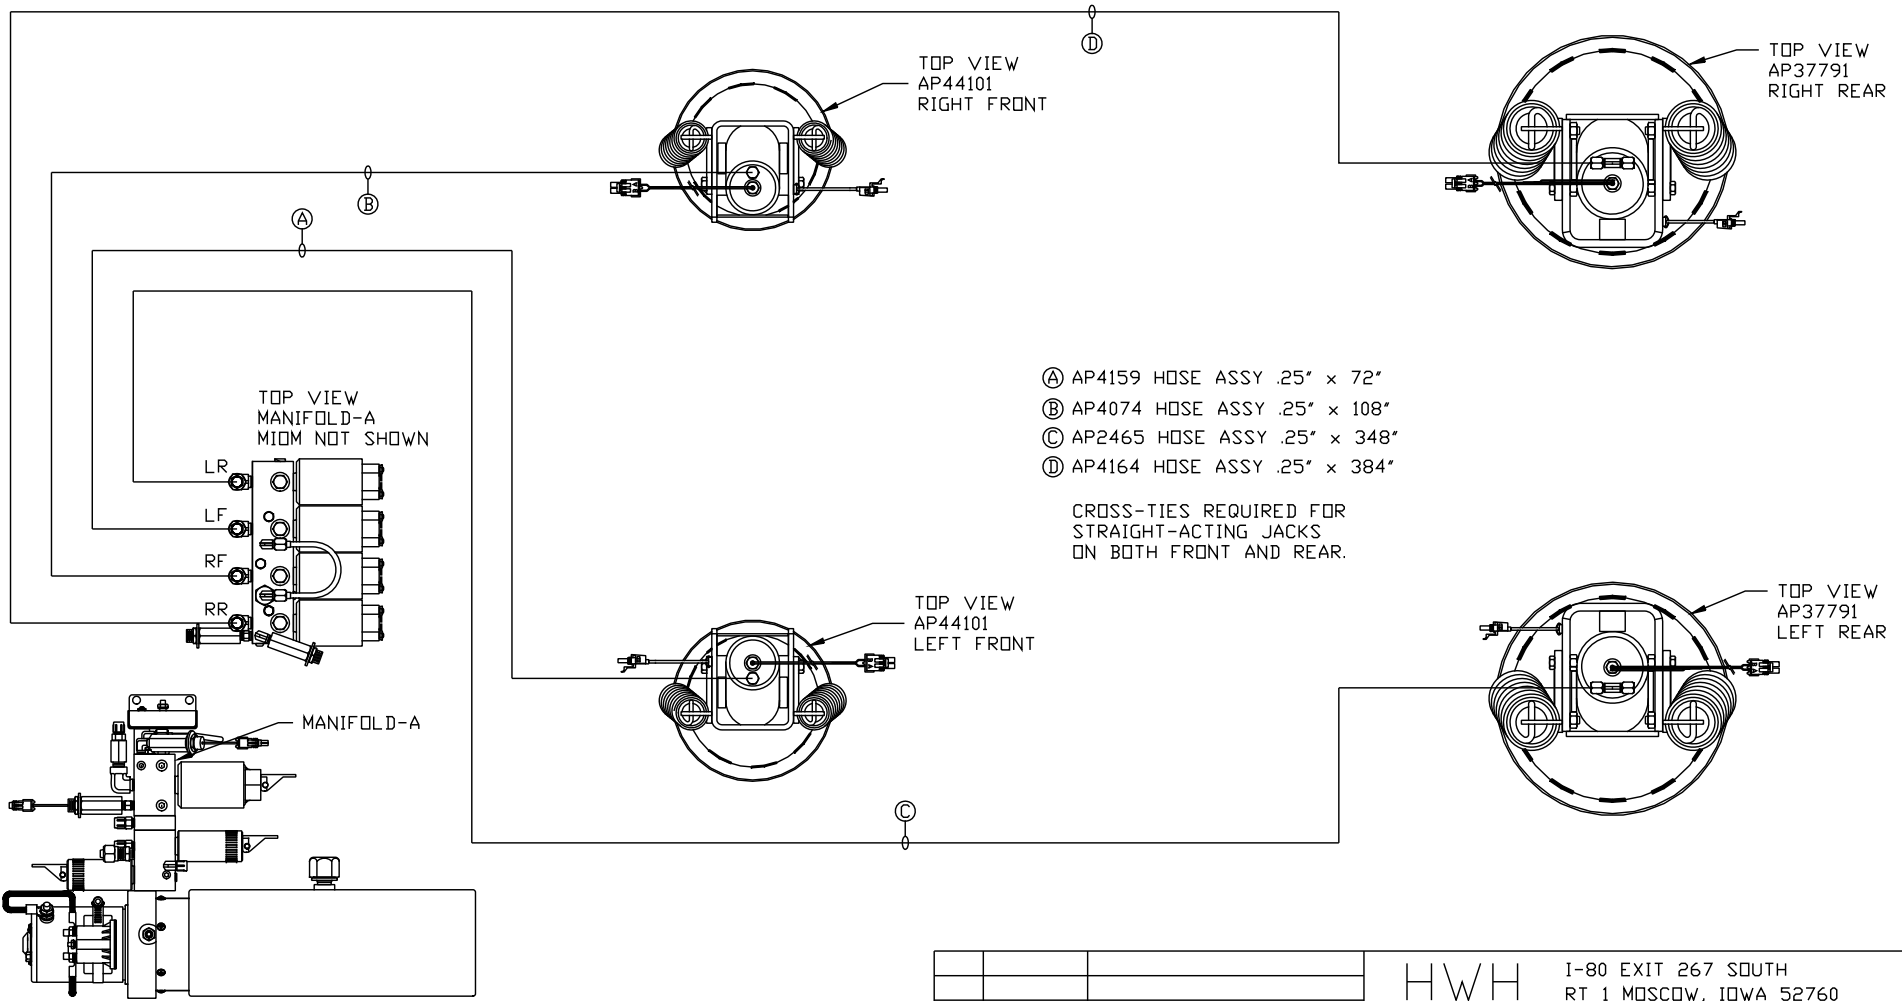 D
TOP VIEW
AP44101
RIGHT FRONT
TOP VIEW
AP37791
RIGHT REAR
B
A
TOP VIEW
MANIFOLD-A
MIOM NOT SHOWN
LR
LF
RF
RR
A AP4159 HOSE ASSY .25" x 72"
B AP4074 HOSE ASSY .25" x 108"
C AP2465 HOSE ASSY .25" x 348"
D AP4164 HOSE ASSY .25" x 384"
CROSS-TIES REQUIRED FOR
STRAIGHT-ACTING JACKS
ON BOTH FRONT AND REAR.
TOP VIEW
AP44101
LEFT FRONT
TOP VIEW
AP37791
LEFT REAR
MANIFOLD-A
C
HWH
I-80 EXIT 267 SOUTH
RT 1 MOSCOW, IOWA 52760